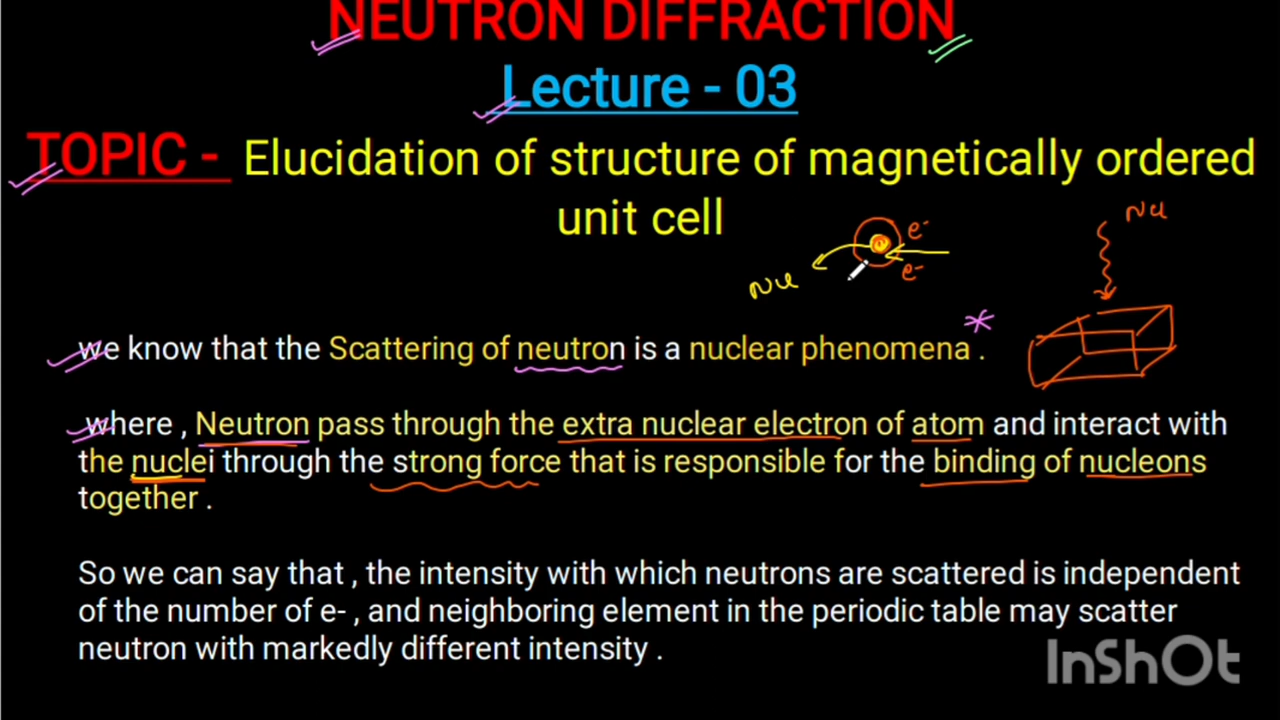 NEUTRON DIFFRACTION
Lecture - 03
TOPIC - Elucidation of structure of magnetically ordered
unit cell
e-
e-
we know that the Scattering of neutron is a nuclear phenomena .
where , Neutron pass through the extra nuclear electron of atom and interact with
the nuclei through the strong force that is responsible for the binding of nucleons
together .
So we can say that , the intensity with which neutrons are scattered is independent
of the number of e- , and neighboring element in the periodic table may scatter
neutron with markedly different intensity .
InShOt